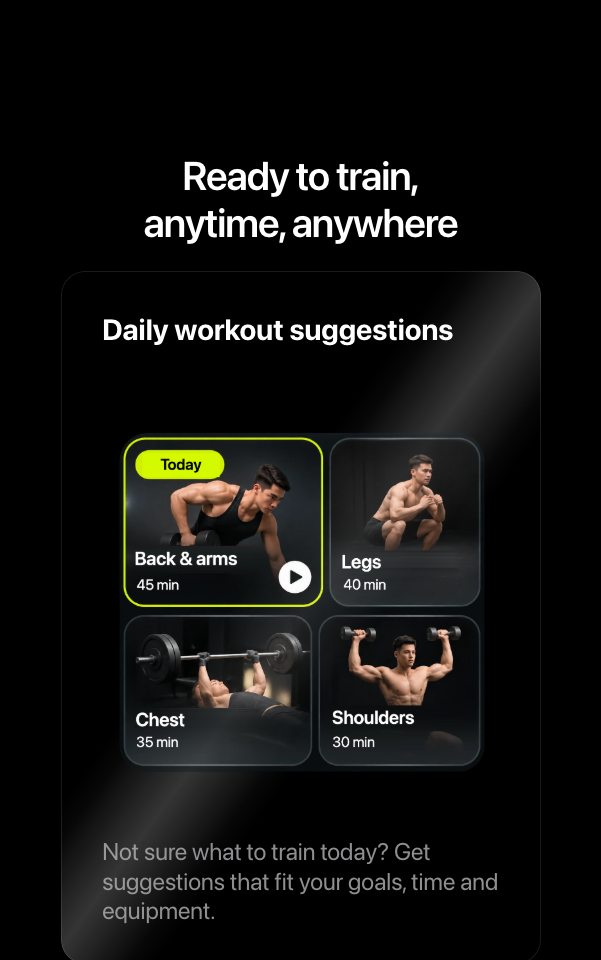 Ready to train,
anytime, anywhere
Daily workout suggestions
Today
Back & arms
45 min
Legs
40 min
Chest
35 min
Shoulders
30 min
Not sure what to train today? Get
suggestions that fit your goals, time and
equipment.